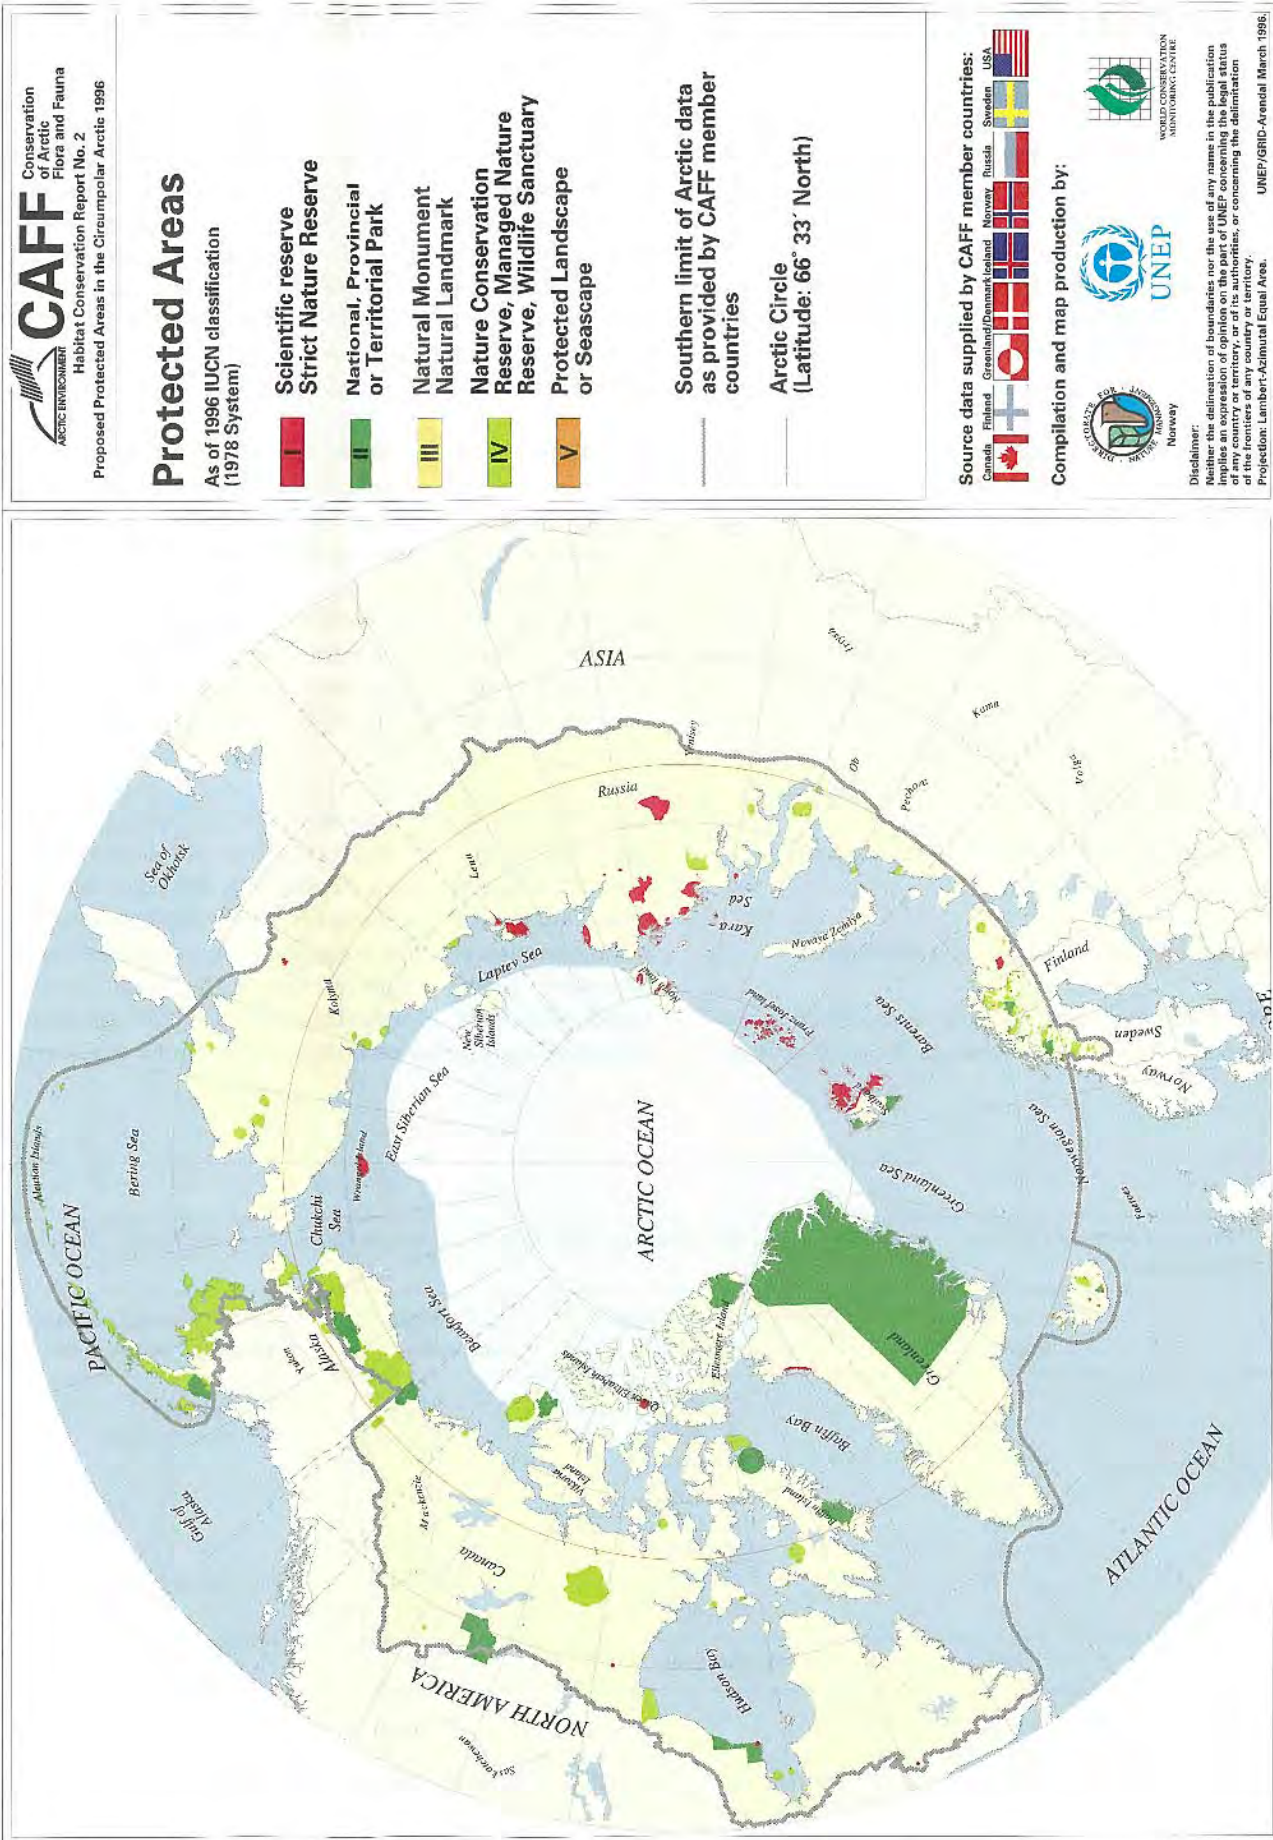 ARCTIC ENVIRONMENT
CAFF
Conservation
of Arctic
Flora and Fauna
Habitat Conservation Report No. 2
Proposed Protected Areas in the Circumpolar Arctic 1996
Protected Areas
As of 1996 IUCN classification
(1978 System)
I
Scientific reserve
Strict Nature Reserve
II
National, Provincial
or Territorial Park
III
Natural Monument
Natural Landmark
IV
Nature Conservation
Reserve, Managed Nature
Reserve, Wildlife Sanctuary
V
Protected Landscape
or Seascape
Southern limit of Arctic data
as provided by CAFF member
countries
Arctic Circle
(Latitude: 66° 33′ North)
Source data supplied by CAFF member countries:
Canada Finland Greenland/Denmark Iceland Norway Russia Sweden USA
Compilation and map production by:
DIRECTORATE FOR · NATURE MANAGEMENT ·
Norway
UNEP
WORLD CONSERVATION
MONITORING CENTRE
Disclaimer:
Neither the delineation of boundaries nor the use of any name in the publication
implies an expression of opinion on the part of UNEP concerning the legal status
of any country or territory, or of its authorities, or concerning the delimitation
of the frontiers of any country or territory.
Projection: Lambert-Azimutal Equal Area. UNEP/GRID-Arendal March 1996.
PACIFIC OCEAN
Aleutian Islands
Bering Sea
Sea of
Okhotsk
Gulf of
Alaska
Yukon
Alaska
Chukchi
Sea
Wrangel Island
Kolyma
East Siberian Sea
New
Siberian
Islands
Laptev Sea
Lena
Russia
ASIA
Yenisey
Irtysh
Ob
Pechora
Kama
Volga
Kara
Sea
Novaya Zemlya
North land
Franz Josef land
Barents Sea
Svalbard
Finland
Sweden
Norway
Norwegian Sea
Greenland Sea
Faeroes
ARCTIC OCEAN
Beaufort Sea
Queen Elizabeth Islands
Ellesmere Island
Greenland
Baffin Bay
Baffin Island
Victoria
Island
Mackenzie
Canada
NORTH AMERICA
Saskatchewan
Hudson Bay
ATLANTIC OCEAN